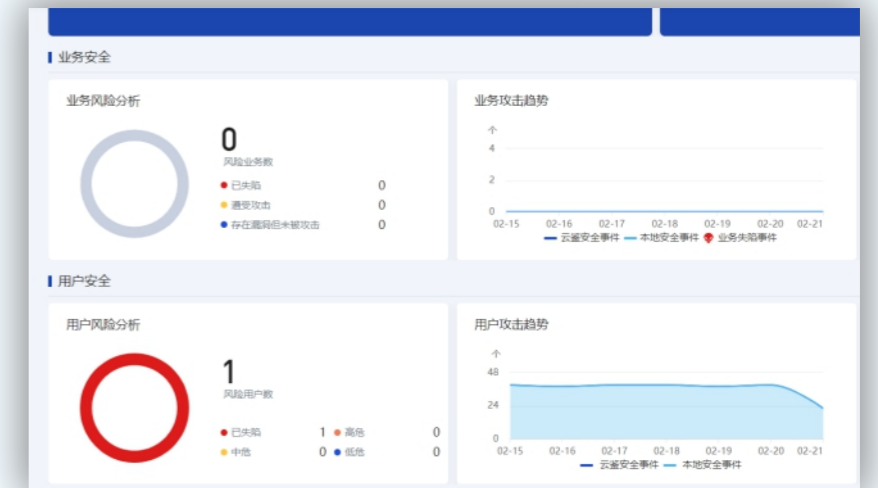 业务安全
业务风险分析
0
风险业务数
已失陷 0
遭受攻击 0
存在漏洞但未被攻击 0
业务攻击趋势
个
4
2
0
02-15 02-16 02-17 02-18 02-19 02-20 02-21
云鉴安全事件 本地安全事件 业务失陷事件
用户安全
用户风险分析
1
风险用户数
已失陷 1 高危 0
中危 0 低危 0
用户攻击趋势
个
48
24
0
02-15 02-16 02-17 02-18 02-19 02-20 02-21
云鉴安全事件 本地安全事件